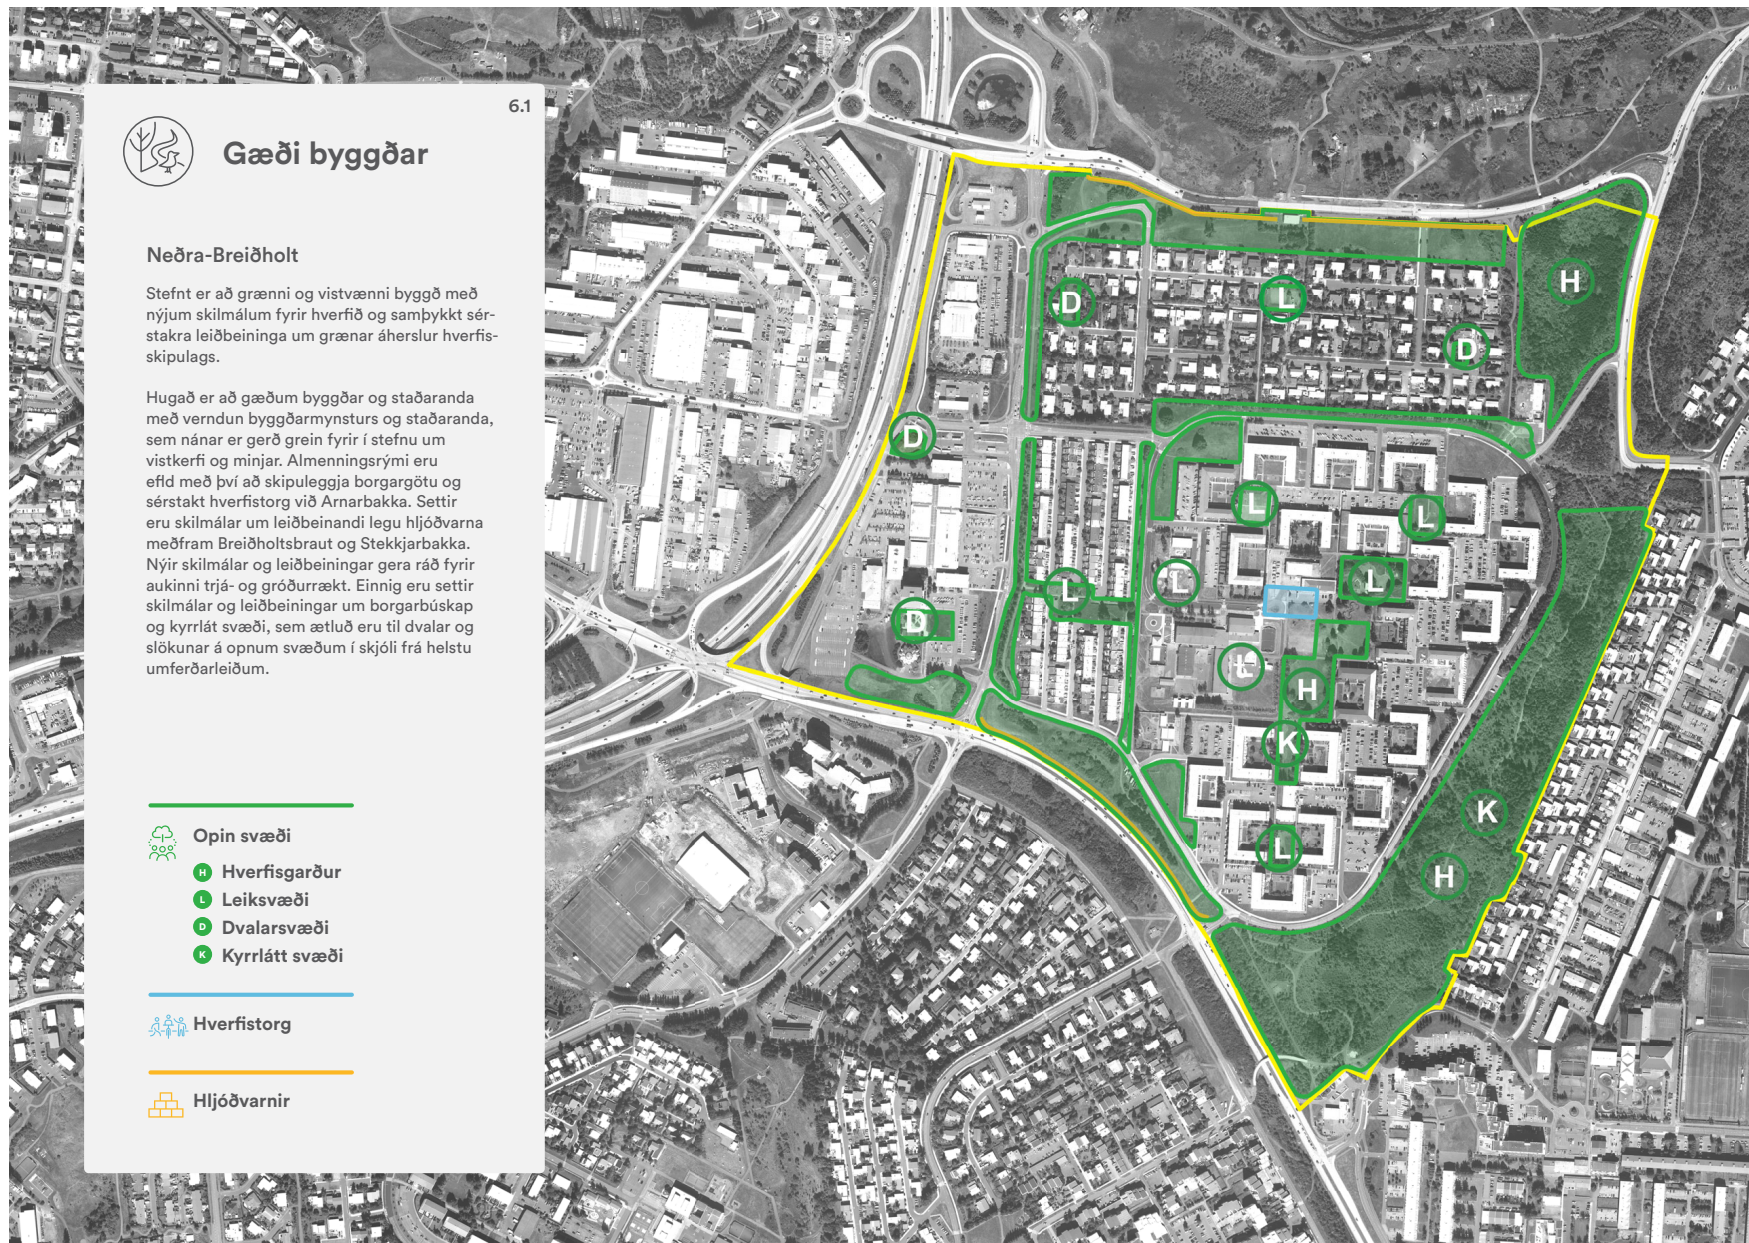 6.1
Gæði byggðar
Neðra-Breiðholt
Stefnt er að grænni og vistvænni byggð með
nýjum skilmálum fyrir hverfið og samþykkt sér-
stakra leiðbeininga um grænar áherslur hverfis-
skipulags.
Hugað er að gæðum byggðar og staðaranda
með verndun byggðarmynsturs og staðaranda,
sem nánar er gerð grein fyrir í stefnu um
vistkerfi og minjar. Almenningsrými eru
efld með því að skipuleggja borgargötu og
sérstakt hverfistorg við Arnarbakka. Settir
eru skilmálar um leiðbeinandi legu hljóðvarna
meðfram Breiðholtsbraut og Stekkjarbakka.
Nýir skilmálar og leiðbeiningar gera ráð fyrir
aukinni trjá- og gróðurrækt. Einnig eru settir
skilmálar og leiðbeiningar um borgarbúskap
og kyrrlát svæði, sem ætluð eru til dvalar og
slökunar á opnum svæðum í skjóli frá helstu
umferðarleiðum.
Opin svæði
H Hverfisgarður
L Leiksvæði
D Dvalarsvæði
K Kyrrlátt svæði
Hverfistorg
Hljóðvarnir
H
D
L
D
D
L
L
L
L
L
D
L
H
K
K
L
H